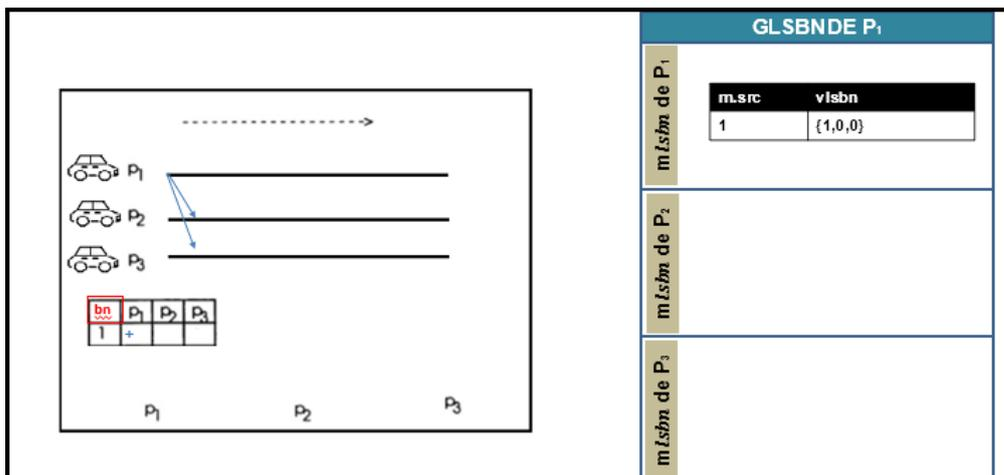 GLSBNDE P₁
mlsbn de P₁
m.src vlsbn
1 {1,0,0}
mlsbn de P₂
mlsbn de P₃
p₁
p₂
p₃
bn p₁ p₂ p₃
1 +
p₁ p₂ p₃